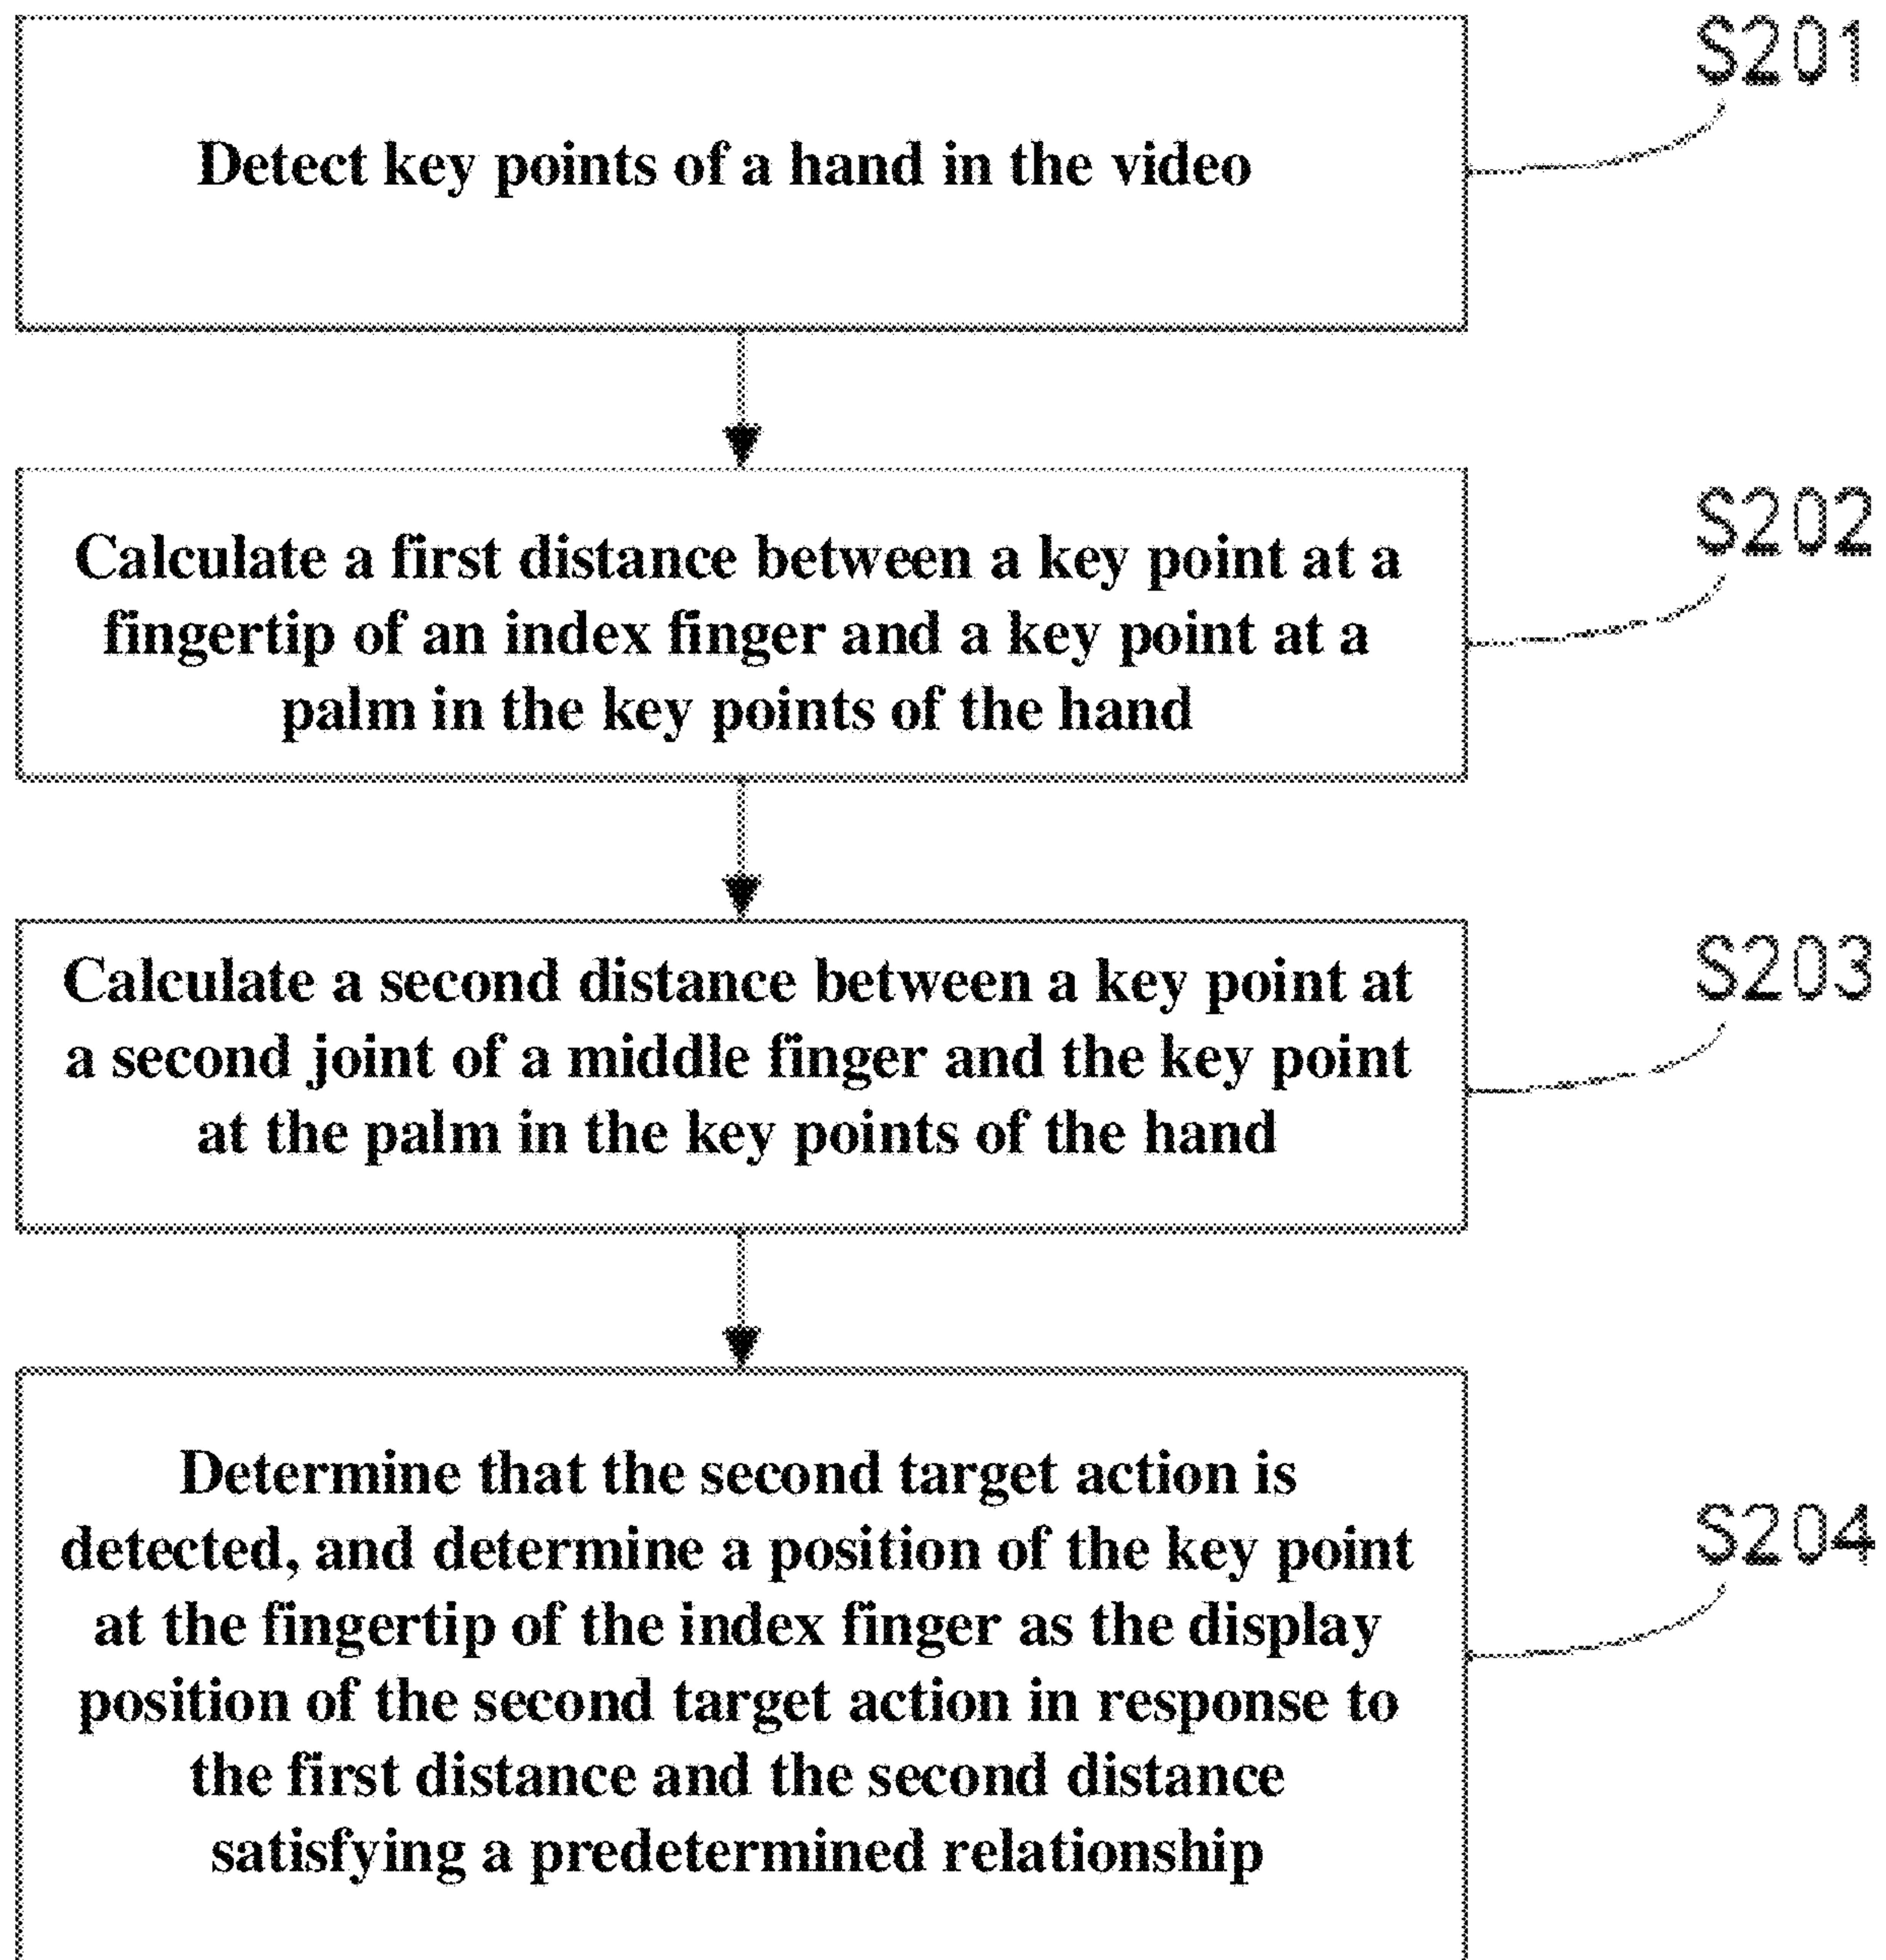 S201
Detect key points of a hand in the video
S202
Calculate a first distance between a key point at a
fingertip of an index finger and a key point at a
palm in the key points of the hand
S203
Calculate a second distance between a key point at
a second joint of a middle finger and the key point
at the palm in the key points of the hand
Determine that the second target action is
detected, and determine a position of the key point
S204
at the fingertip of the index finger as the display
position of the second target action in response to
the first distance and the second distance
satisfying a predetermined relationship